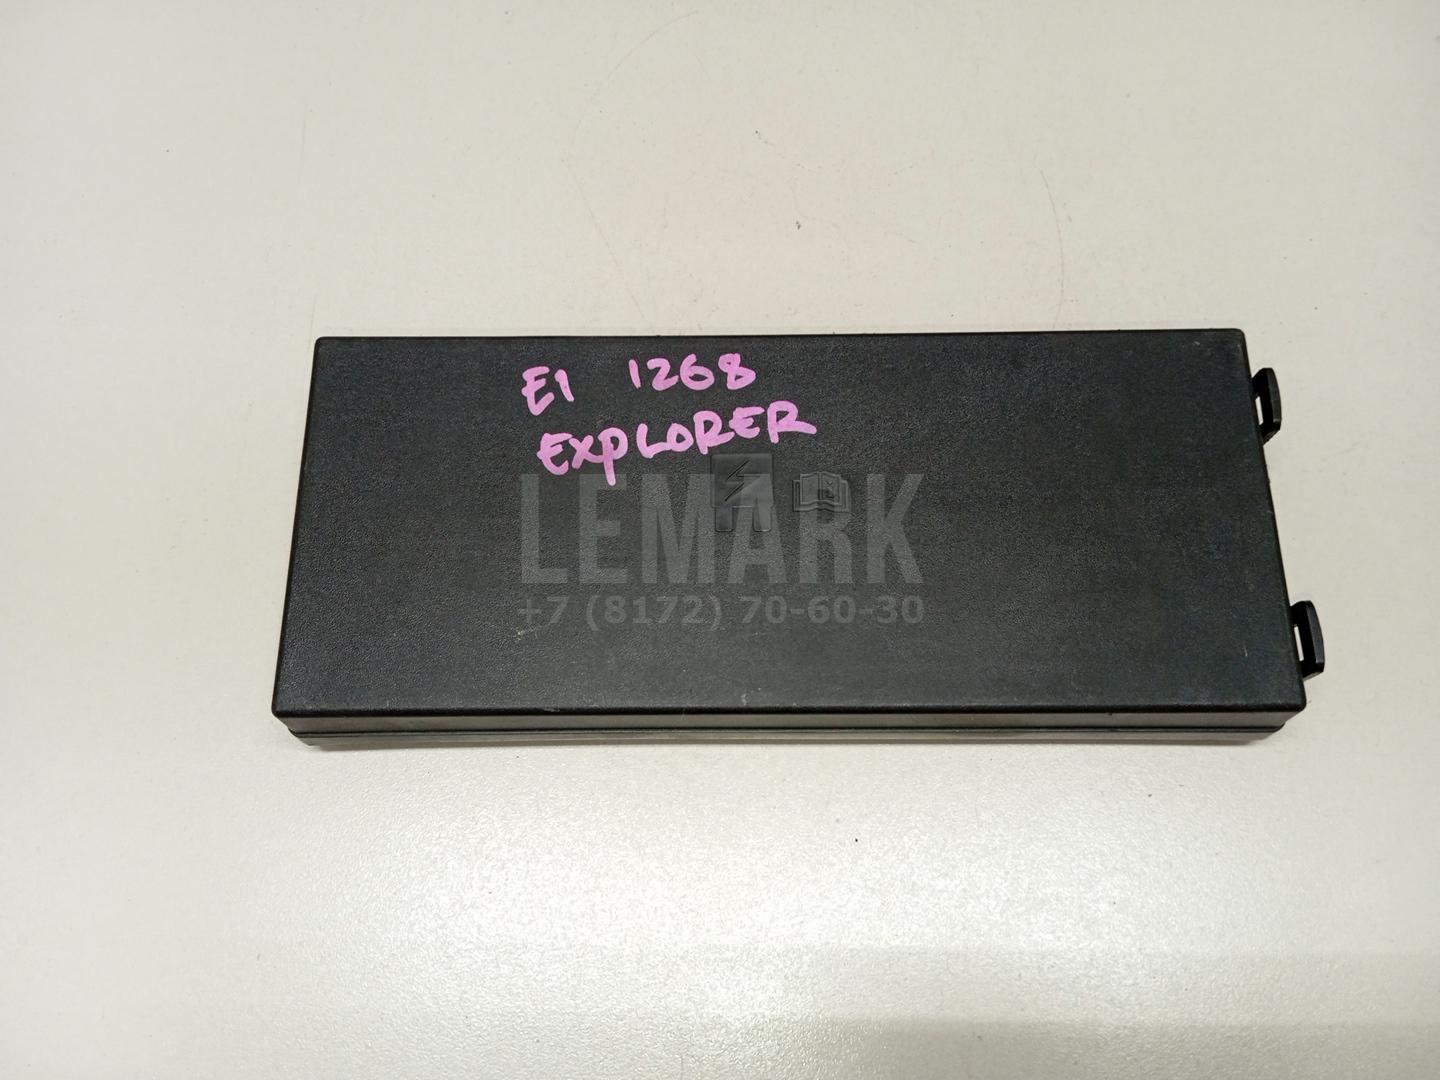 E1 1268
EXPLORER
LEMARK
+7 (8172) 70-60-30